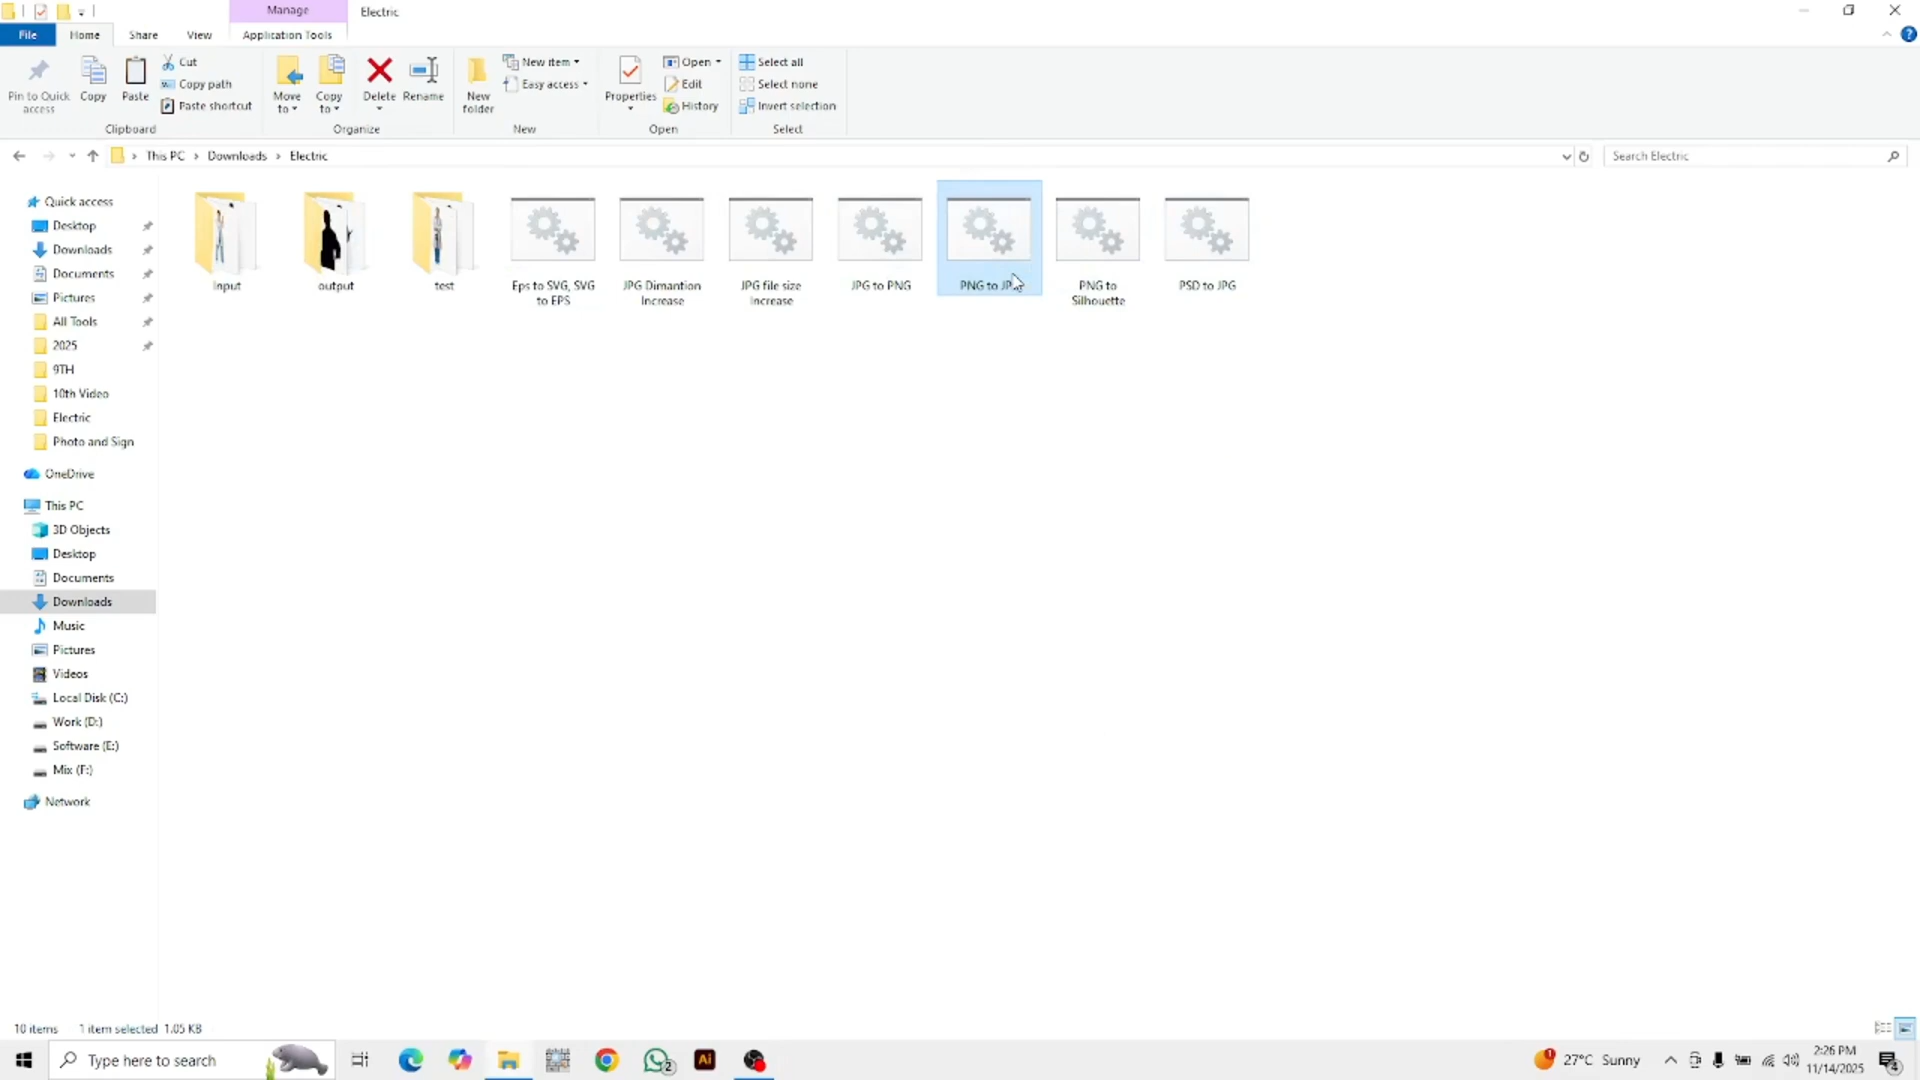 Manage
Electric
File
Home
Share
View
Application Tools
Pin to Quick access
Copy
Paste
Cut
Copy path
Paste shortcut
Clipboard
Move to
Copy to
Delete
Rename
Organize
New folder
New item
Easy access
New
Properties
Open
Edit
History
Open
Select all
Select none
Invert selection
Select
This PC
Downloads
Electric
Search Electric
Quick access
Desktop
Downloads
Documents
Pictures
All Tools
2025
9TH
10th Video
Electric
Photo and Sign
OneDrive
This PC
3D Objects
Desktop
Documents
Downloads
Music
Pictures
Videos
Local Disk (C:)
Work (D:)
Software (E:)
Mix (F:)
Network
input
output
test
Eps to SVG, SVG
to EPS
JPG Dimantion
Increase
JPG file size
Increase
JPG to PNG
PNG to JPG
PNG to
Silhouette
PSD to JPG
10 items
1 item selected 1.05 KB
Type here to search
2
Ai
1
27°C Sunny
2:26 PM
11/14/2025
4